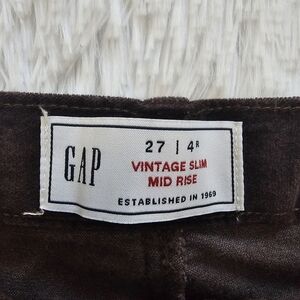 GAP
27 | 4R
VINTAGE SLIM
MID RISE
ESTABLISHED IN 1969